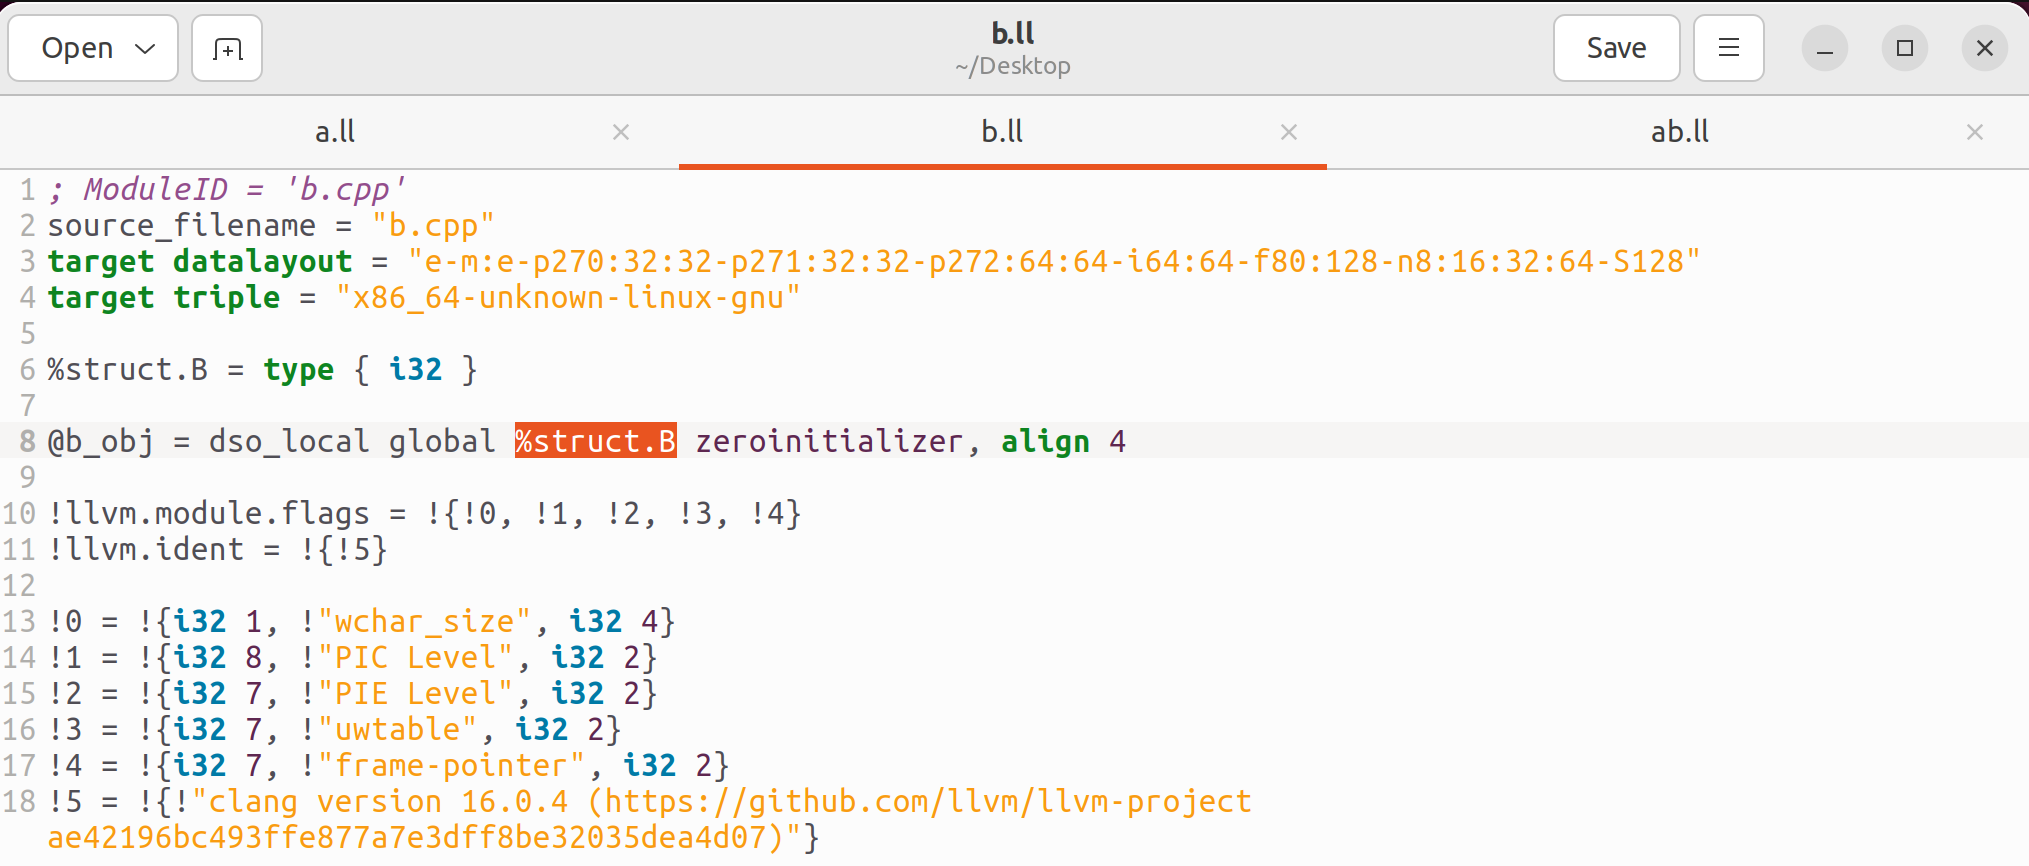 Open
b.ll
~/Desktop
Save
a.ll
b.ll
ab.ll
1 ; ModuleID = 'b.cpp'
2 source_filename = "b.cpp"
3 target datalayout = "e-m:e-p270:32:32-p271:32:32-p272:64:64-i64:64-f80:128-n8:16:32:64-S128"
4 target triple = "x86_64-unknown-linux-gnu"
5
6 %struct.B = type { i32 }
7
8 @b_obj = dso_local global %struct.B zeroinitializer, align 4
9
10 !llvm.module.flags = !{!0, !1, !2, !3, !4}
11 !llvm.ident = !{!5}
12
13 !0 = !{i32 1, !"wchar_size", i32 4}
14 !1 = !{i32 8, !"PIC Level", i32 2}
15 !2 = !{i32 7, !"PIE Level", i32 2}
16 !3 = !{i32 7, !"uwtable", i32 2}
17 !4 = !{i32 7, !"frame-pointer", i32 2}
18 !5 = !{!"clang version 16.0.4 (https://github.com/llvm/llvm-project
ae42196bc493ffe877a7e3dff8be32035dea4d07)"}